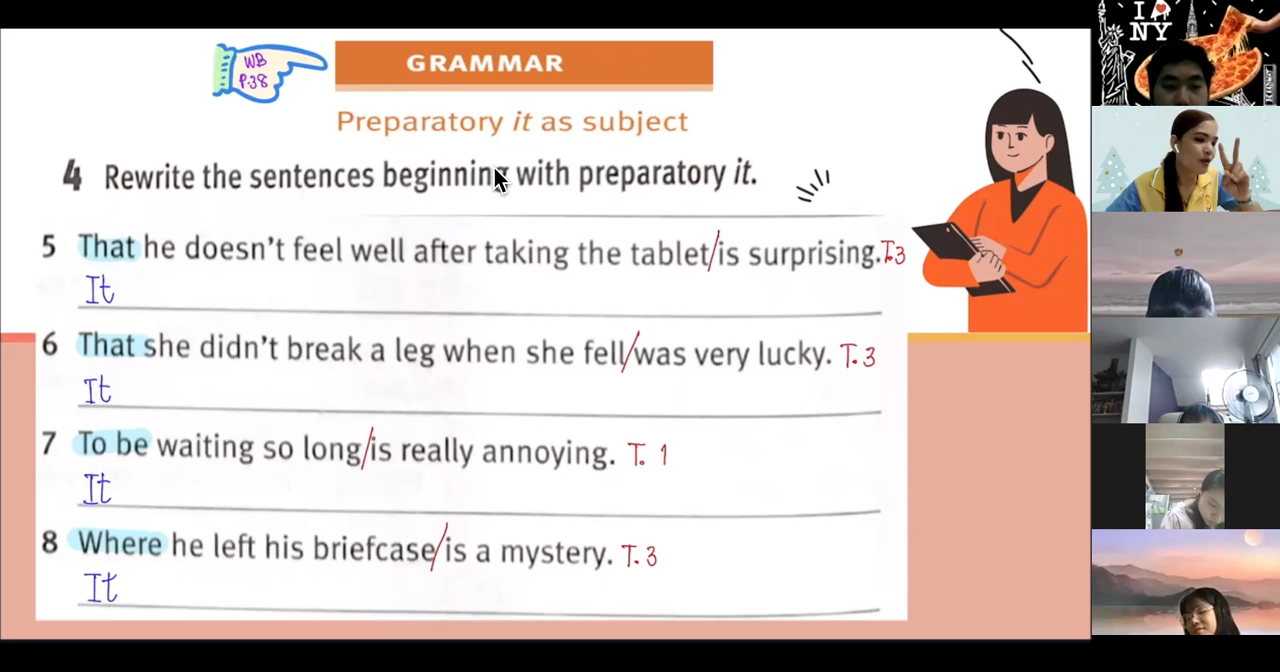 WB
P.38
GRAMMAR
Preparatory it as subject
4 Rewrite the sentences beginning with preparatory it.
5 That he doesn't feel well after taking the tablet/is surprising. T.3
It
6 That she didn't break a leg when she fell/was very lucky. T.3
It
7 To be waiting so long/is really annoying. T. 1
It
8 Where he left his briefcase/is a mystery. T.3
It
I
NY